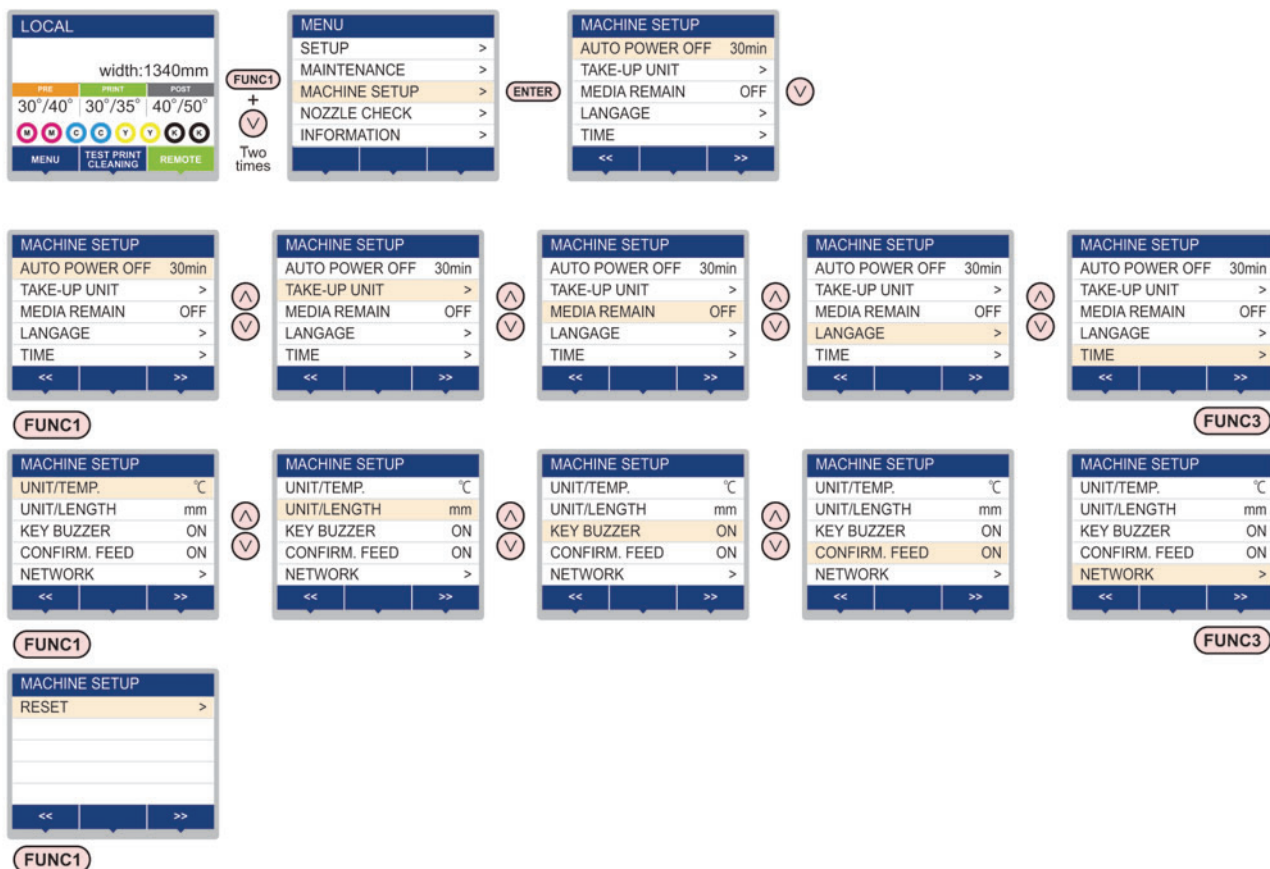 LOCAL
width:1340mm
PRE PRINT POST
30°/40° 30°/35° 40°/50°
M M C C Y Y K K
MENU TEST PRINT CLEANING REMOTE
FUNC1
+
Two
times
MENU
SETUP >
MAINTENANCE >
MACHINE SETUP >
NOZZLE CHECK >
INFORMATION >
ENTER
MACHINE SETUP
AUTO POWER OFF 30min
TAKE-UP UNIT >
MEDIA REMAIN OFF
LANGAGE >
TIME >
<< >>
MACHINE SETUP
AUTO POWER OFF 30min
TAKE-UP UNIT >
MEDIA REMAIN OFF
LANGAGE >
TIME >
<< >>
MACHINE SETUP
AUTO POWER OFF 30min
TAKE-UP UNIT >
MEDIA REMAIN OFF
LANGAGE >
TIME >
<< >>
MACHINE SETUP
AUTO POWER OFF 30min
TAKE-UP UNIT >
MEDIA REMAIN OFF
LANGAGE >
TIME >
<< >>
MACHINE SETUP
AUTO POWER OFF 30min
TAKE-UP UNIT >
MEDIA REMAIN OFF
LANGAGE >
TIME >
<< >>
MACHINE SETUP
AUTO POWER OFF 30min
TAKE-UP UNIT >
MEDIA REMAIN OFF
LANGAGE >
TIME >
<< >>
FUNC1
FUNC3
MACHINE SETUP
UNIT/TEMP. ℃
UNIT/LENGTH mm
KEY BUZZER ON
CONFIRM. FEED ON
NETWORK >
<< >>
MACHINE SETUP
UNIT/TEMP. ℃
UNIT/LENGTH mm
KEY BUZZER ON
CONFIRM. FEED ON
NETWORK >
<< >>
MACHINE SETUP
UNIT/TEMP. ℃
UNIT/LENGTH mm
KEY BUZZER ON
CONFIRM. FEED ON
NETWORK >
<< >>
MACHINE SETUP
UNIT/TEMP. ℃
UNIT/LENGTH mm
KEY BUZZER ON
CONFIRM. FEED ON
NETWORK >
<< >>
MACHINE SETUP
UNIT/TEMP. ℃
UNIT/LENGTH mm
KEY BUZZER ON
CONFIRM. FEED ON
NETWORK >
<< >>
FUNC1
FUNC3
MACHINE SETUP
RESET >
<< >>
FUNC1